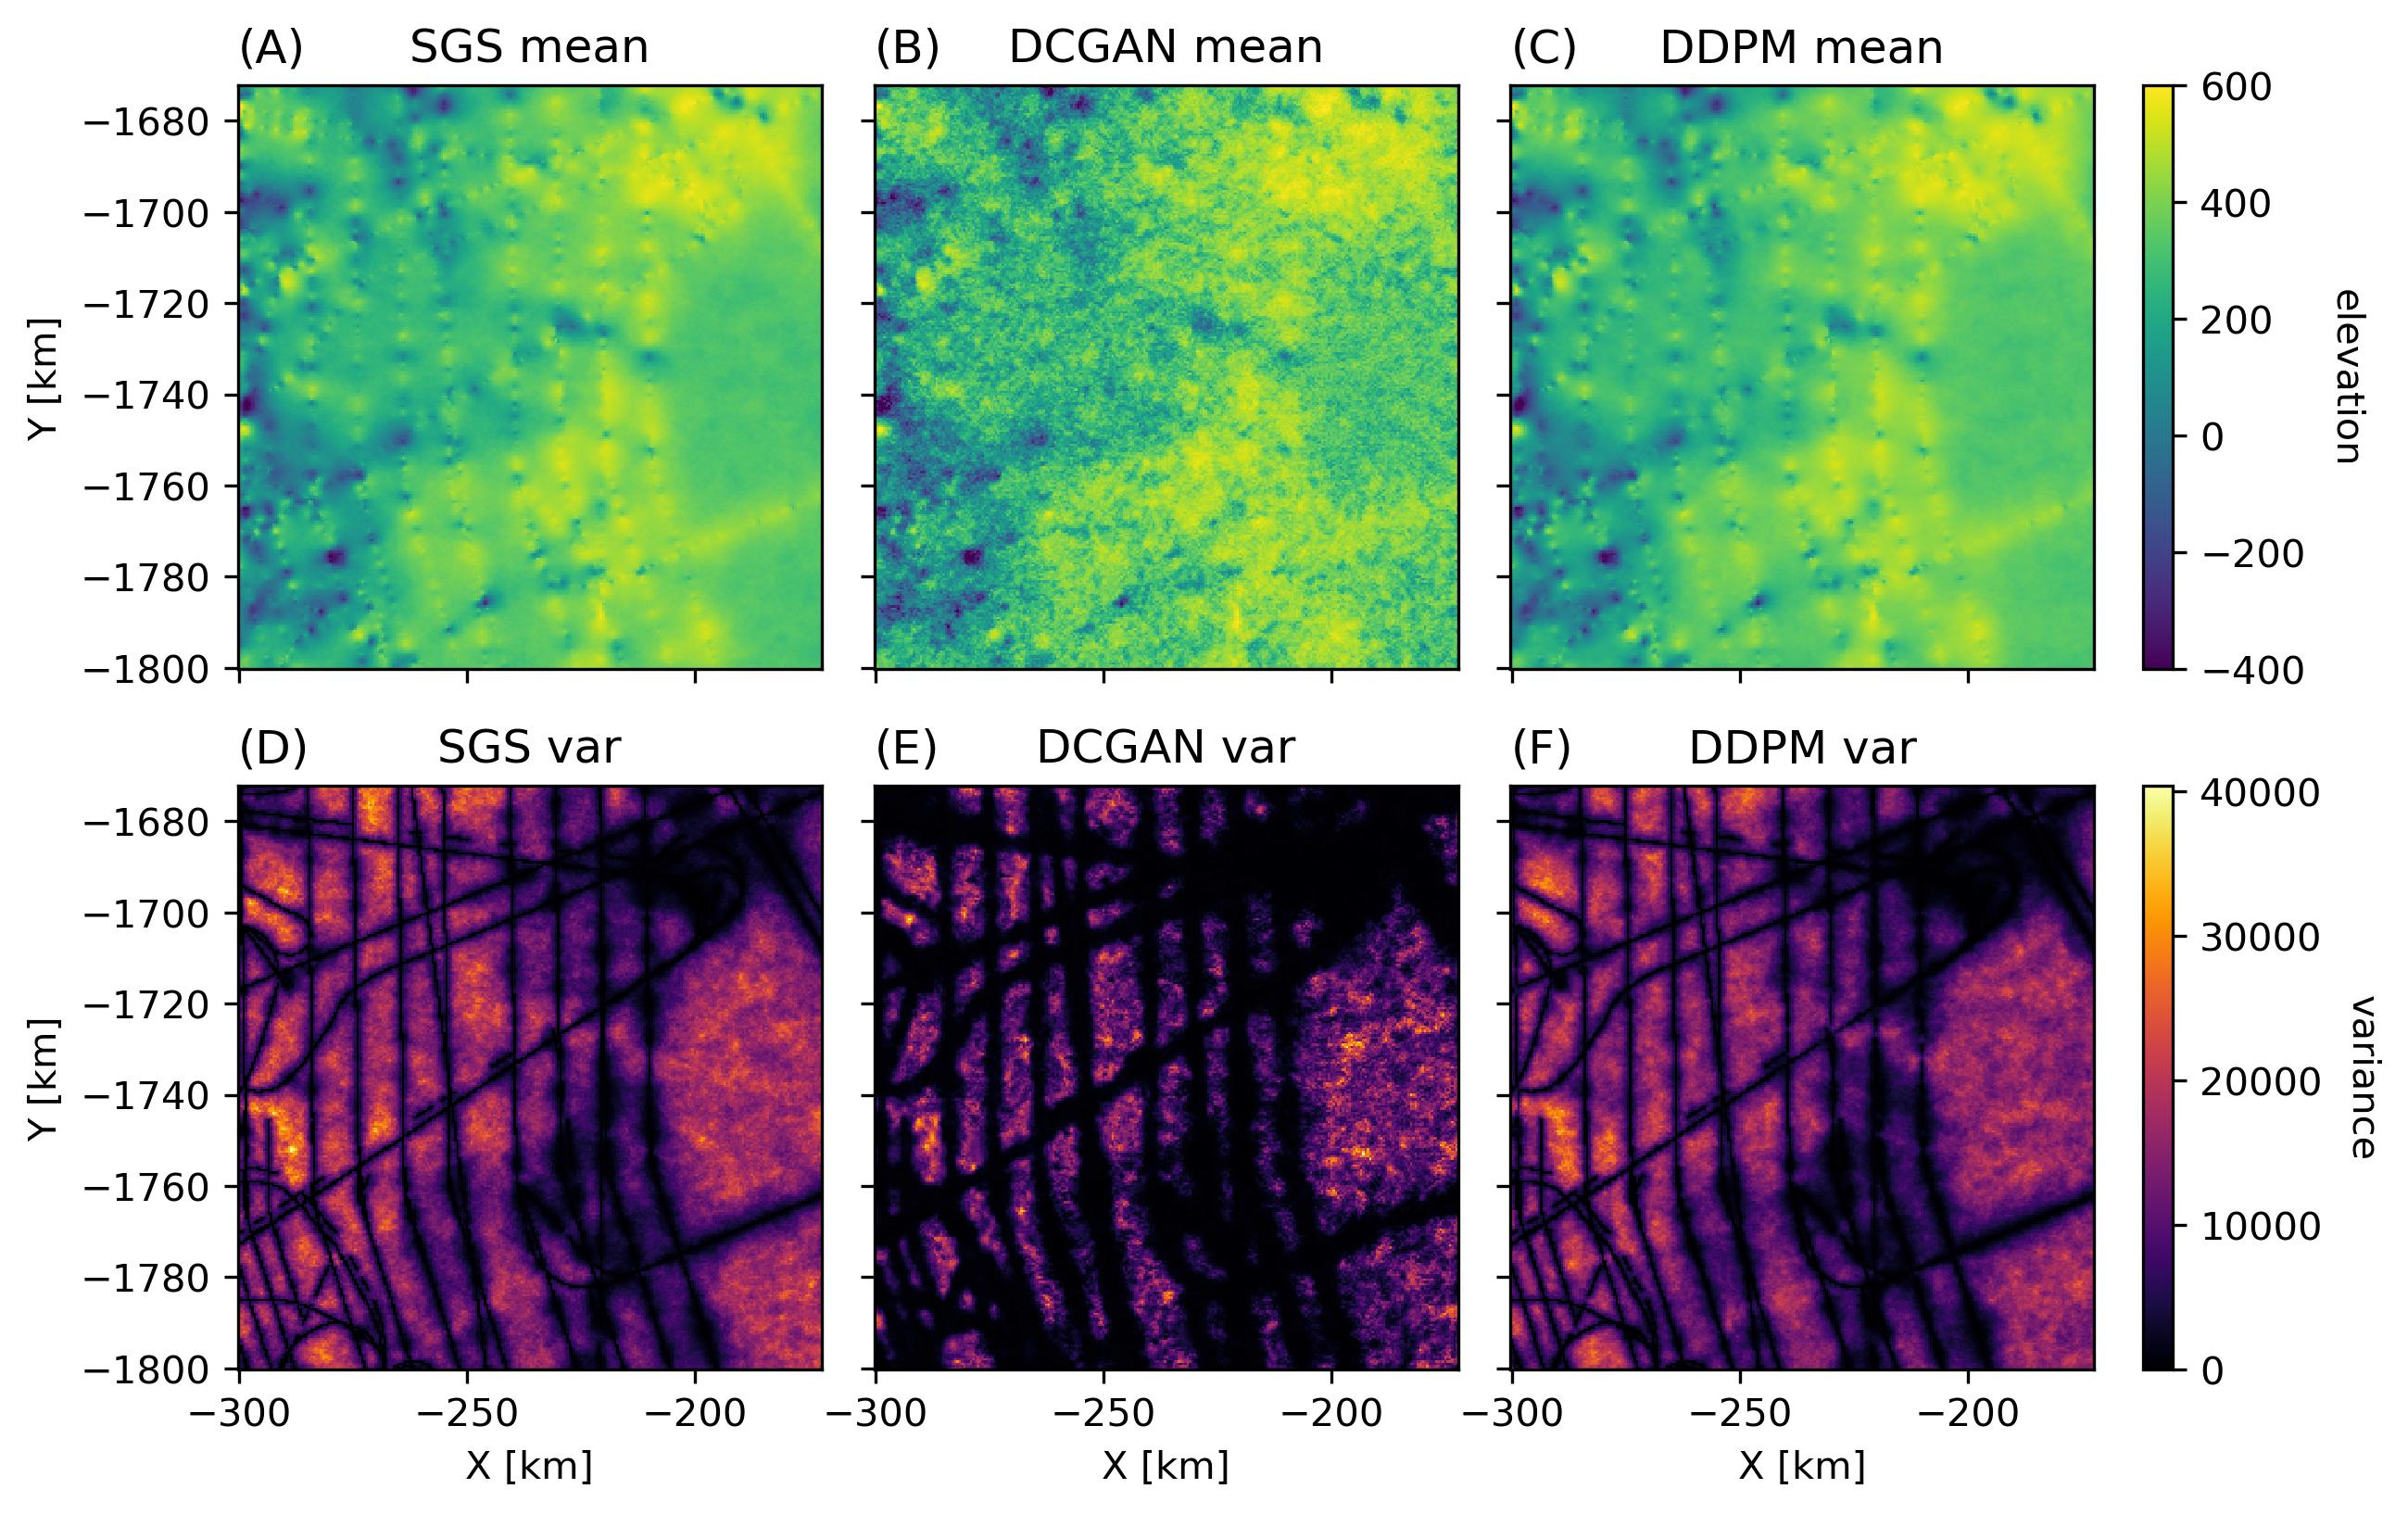 (A) SGS mean
(B) DCGAN mean
(C) DDPM mean
−1680
−1700
−1720
−1740
−1760
−1780
−1800
Y [km]
600
400
200
0
−200
−400
elevation
(D) SGS var
(E) DCGAN var
(F) DDPM var
−1680
−1700
−1720
−1740
−1760
−1780
−1800
Y [km]
40000
30000
20000
10000
0
variance
−300 −250 −200
−300 −250 −200
−300 −250 −200
X [km]
X [km]
X [km]